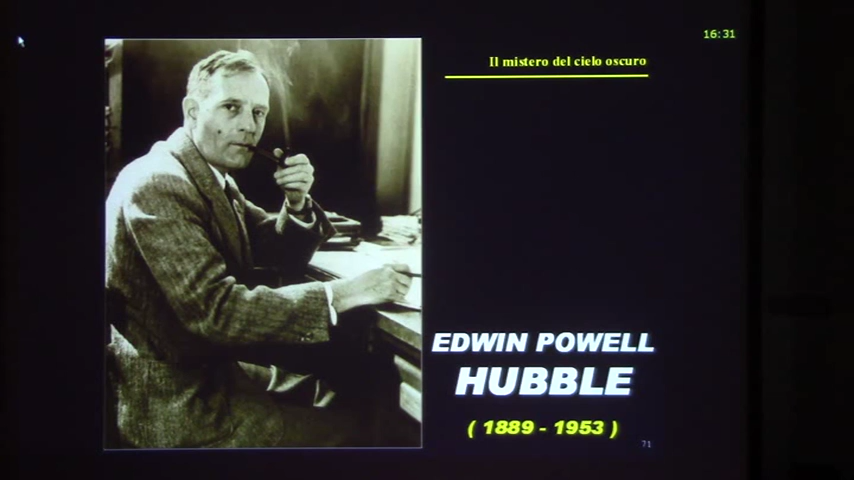 16:31
Il mistero del cielo oscuro
EDWIN POWELL
HUBBLE
( 1889 - 1953 )
71